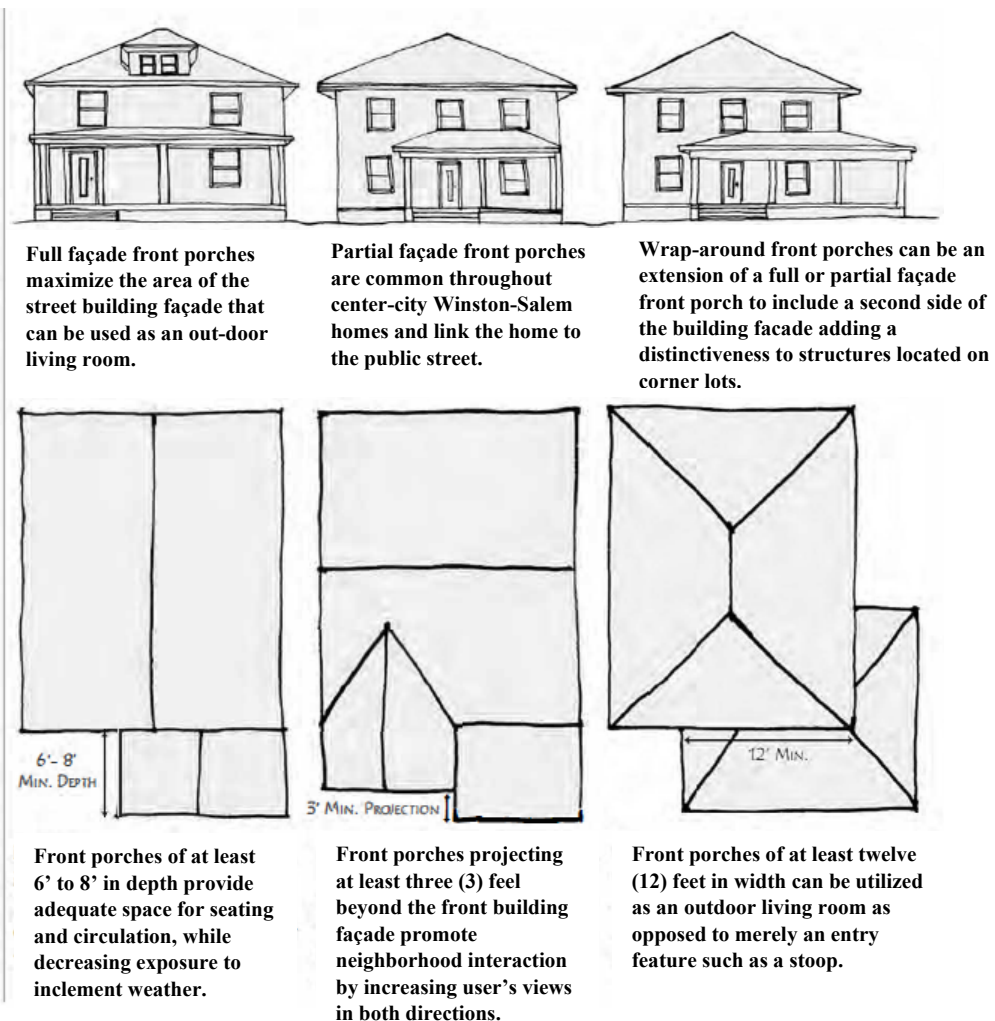 Full façade front porches
maximize the area of the
street building façade that
can be used as an out-door
living room.
Partial façade front porches
are common throughout
center-city Winston-Salem
homes and link the home to
the public street.
Wrap-around front porches can be an
extension of a full or partial façade
front porch to include a second side of
the building facade adding a
distinctiveness to structures located on
corner lots.
6'- 8'
MIN. DEPTH
3' MIN. PROJECTION
12' MIN.
Front porches of at least
6’ to 8’ in depth provide
adequate space for seating
and circulation, while
decreasing exposure to
inclement weather.
Front porches projecting
at least three (3) feel
beyond the front building
façade promote
neighborhood interaction
by increasing user’s views
in both directions.
Front porches of at least twelve
(12) feet in width can be utilized
as an outdoor living room as
opposed to merely an entry
feature such as a stoop.